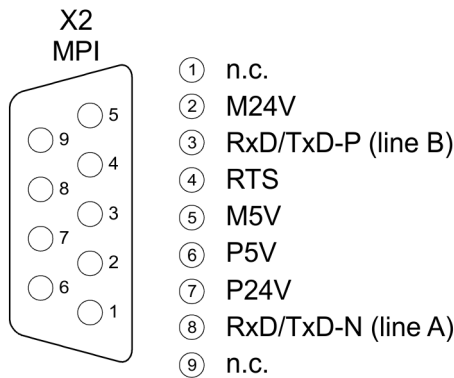 X2
MPI
5
9
4
8
3
7
2
6
1
1 n.c.
2 M24V
3 RxD/TxD-P (line B)
4 RTS
5 M5V
6 P5V
7 P24V
8 RxD/TxD-N (line A)
9 n.c.